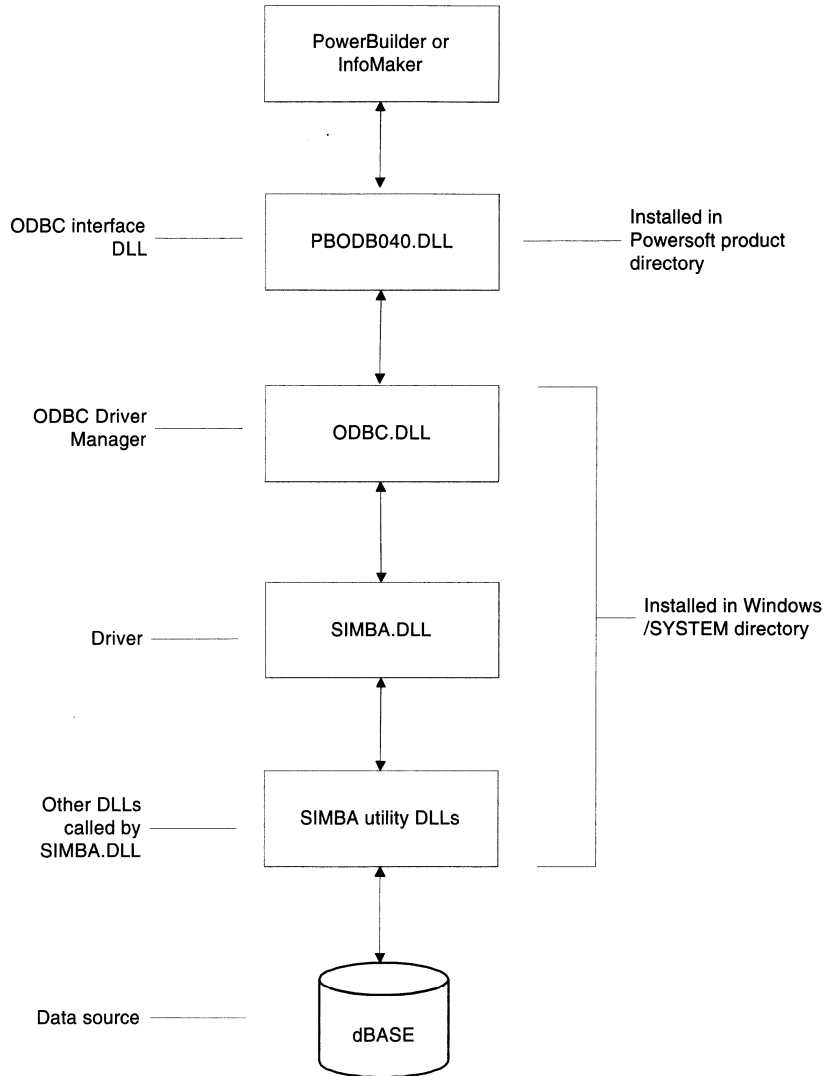 PowerBuilder or
InfoMaker
ODBC interface
DLL
PBODB040.DLL
Installed in
Powersoft product
directory
ODBC Driver
Manager
ODBC.DLL
Driver
SIMBA.DLL
Installed in Windows
/SYSTEM directory
Other DLLs
called by
SIMBA.DLL
SIMBA utility DLLs
Data source
dBASE